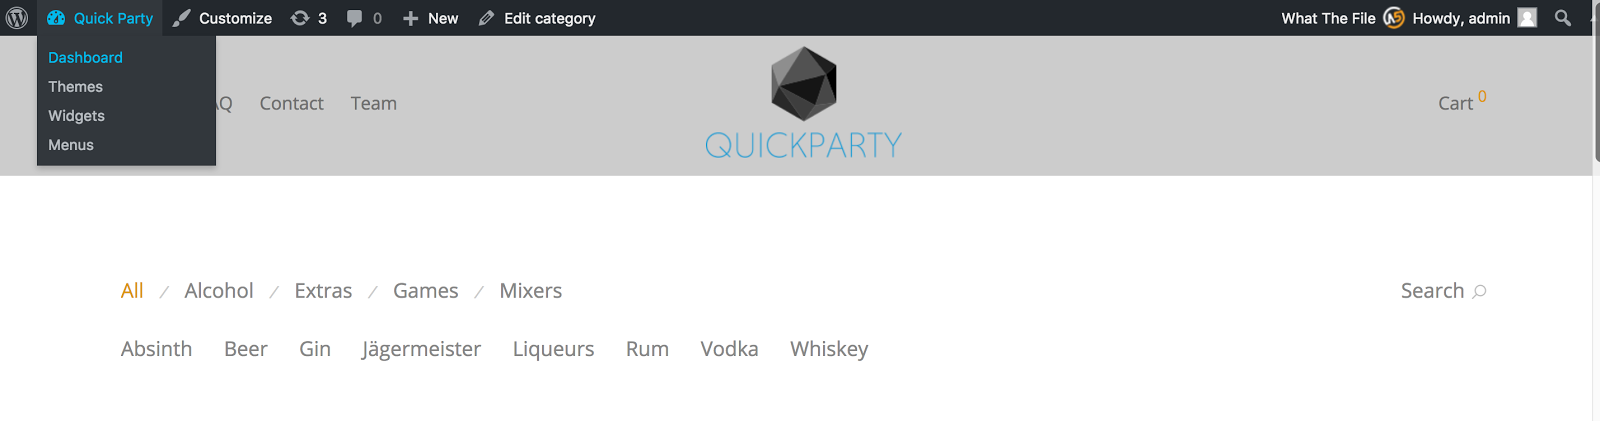 Quick Party Customize 3 0 New Edit category What The File Howdy, admin
Dashboard
Themes
Widgets
Menus
Contact Team
QUICKPARTY
Cart 0
All / Alcohol / Extras / Games / Mixers
Search
Absinth Beer Gin Jägermeister Liqueurs Rum Vodka Whiskey